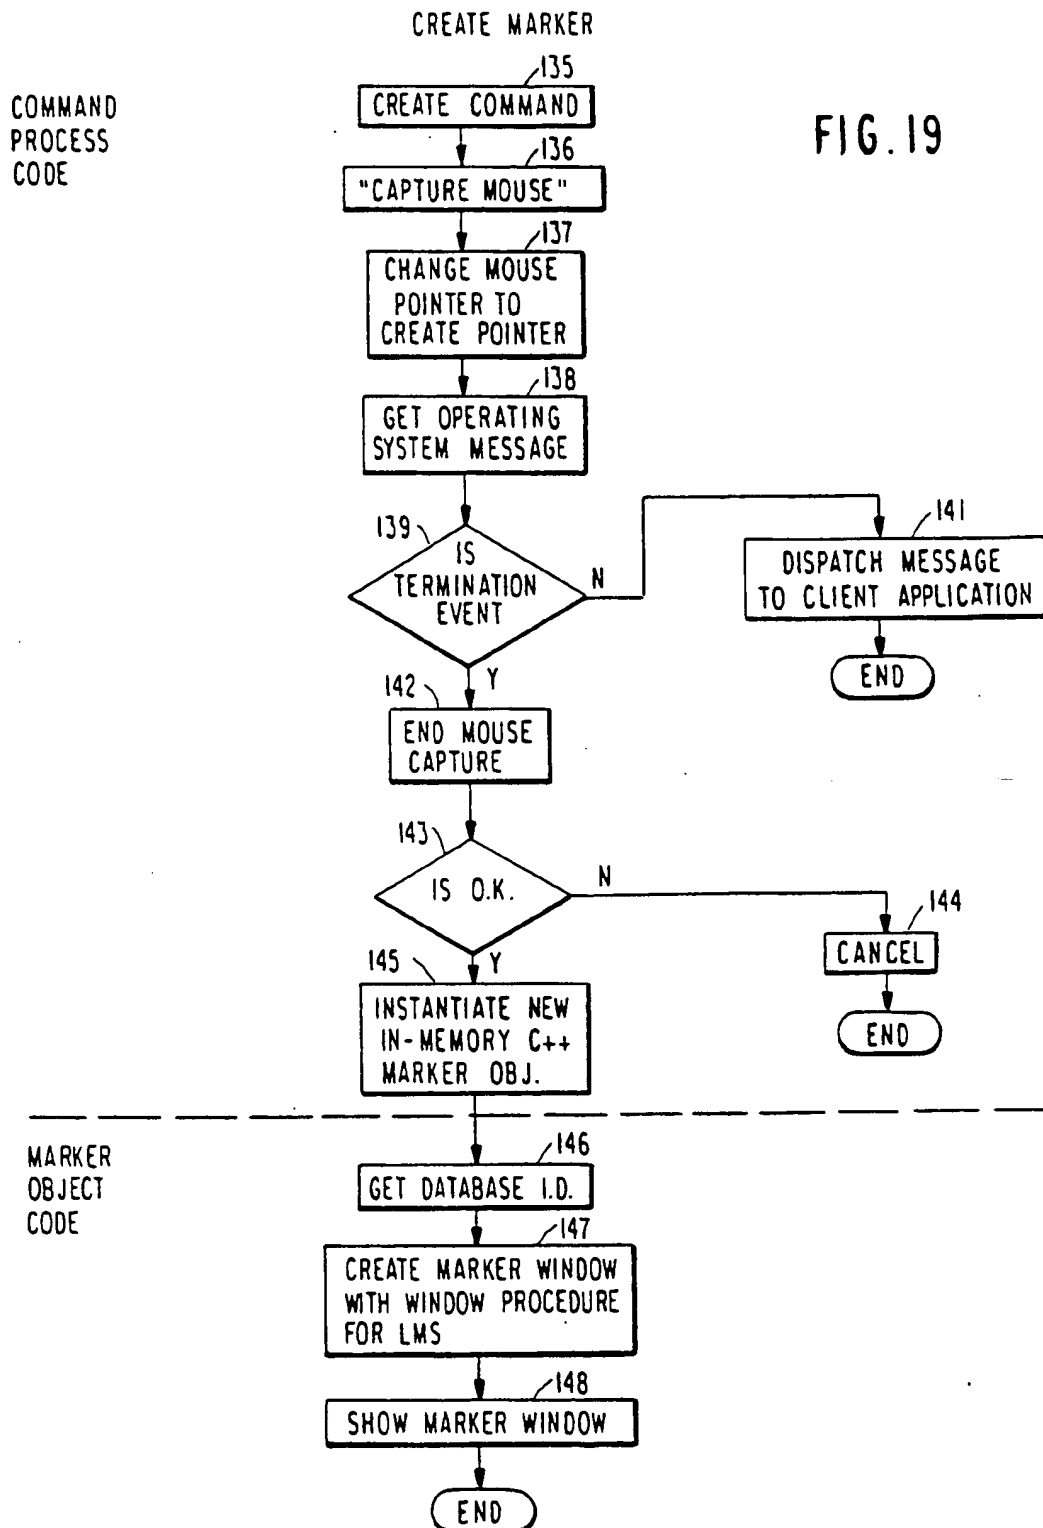 CREATE MARKER
COMMAND
PROCESS
CODE
FIG. 19
135
CREATE COMMAND
136
"CAPTURE MOUSE"
137
CHANGE MOUSE
POINTER TO
CREATE POINTER
138
GET OPERATING
SYSTEM MESSAGE
139
IS
TERMINATION
EVENT
N
141
DISPATCH MESSAGE
TO CLIENT APPLICATION
END
Y
142
END MOUSE
CAPTURE
143
IS O.K.
N
144
CANCEL
END
Y
145
INSTANTIATE NEW
IN-MEMORY C++
MARKER OBJ.
MARKER
OBJECT
CODE
146
GET DATABASE I.D.
147
CREATE MARKER WINDOW
WITH WINDOW PROCEDURE
FOR LMS
148
SHOW MARKER WINDOW
END